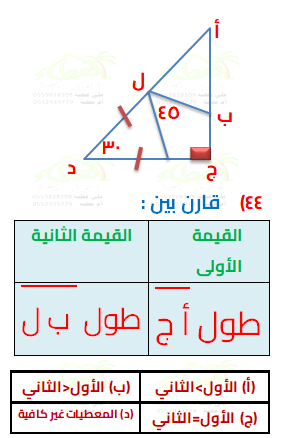 أ
ل
ب
٤٥
٣٠
د
ج
٤٤) قارن بين :
القيمة الأولى
القيمة الثانية
طول أ ج
طول ب ل
(أ) الأول>الثاني
(ب) الأول<الثاني
(ج) الأول=الثاني
(د) المعطيات غير كافية